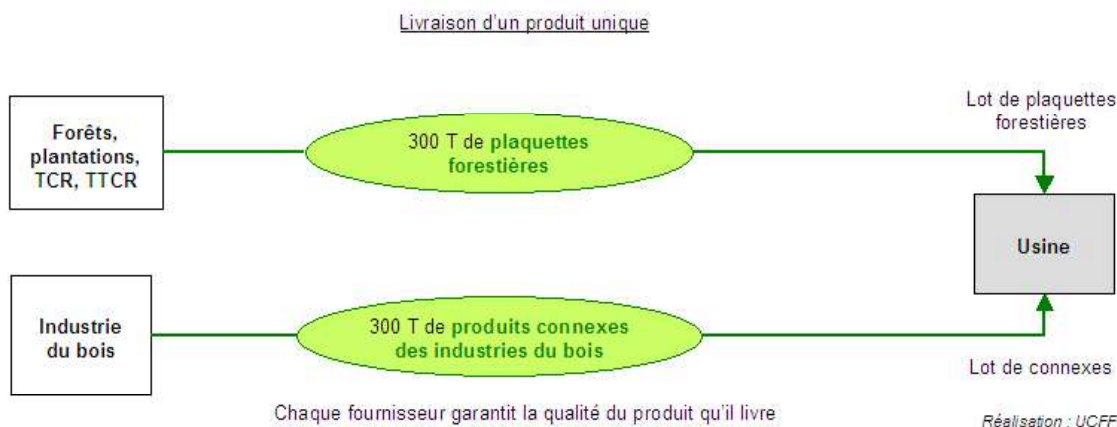 Livraison d'un produit unique
Forêts,
plantations,
TCR, TTCR
300 T de plaquettes
forestières
Lot de plaquettes
forestières
Usine
Industrie
du bois
300 T de produits connexes
des industries du bois
Lot de connexes
Chaque fournisseur garantit la qualité du produit qu'il livre
Réalisation : UCFF